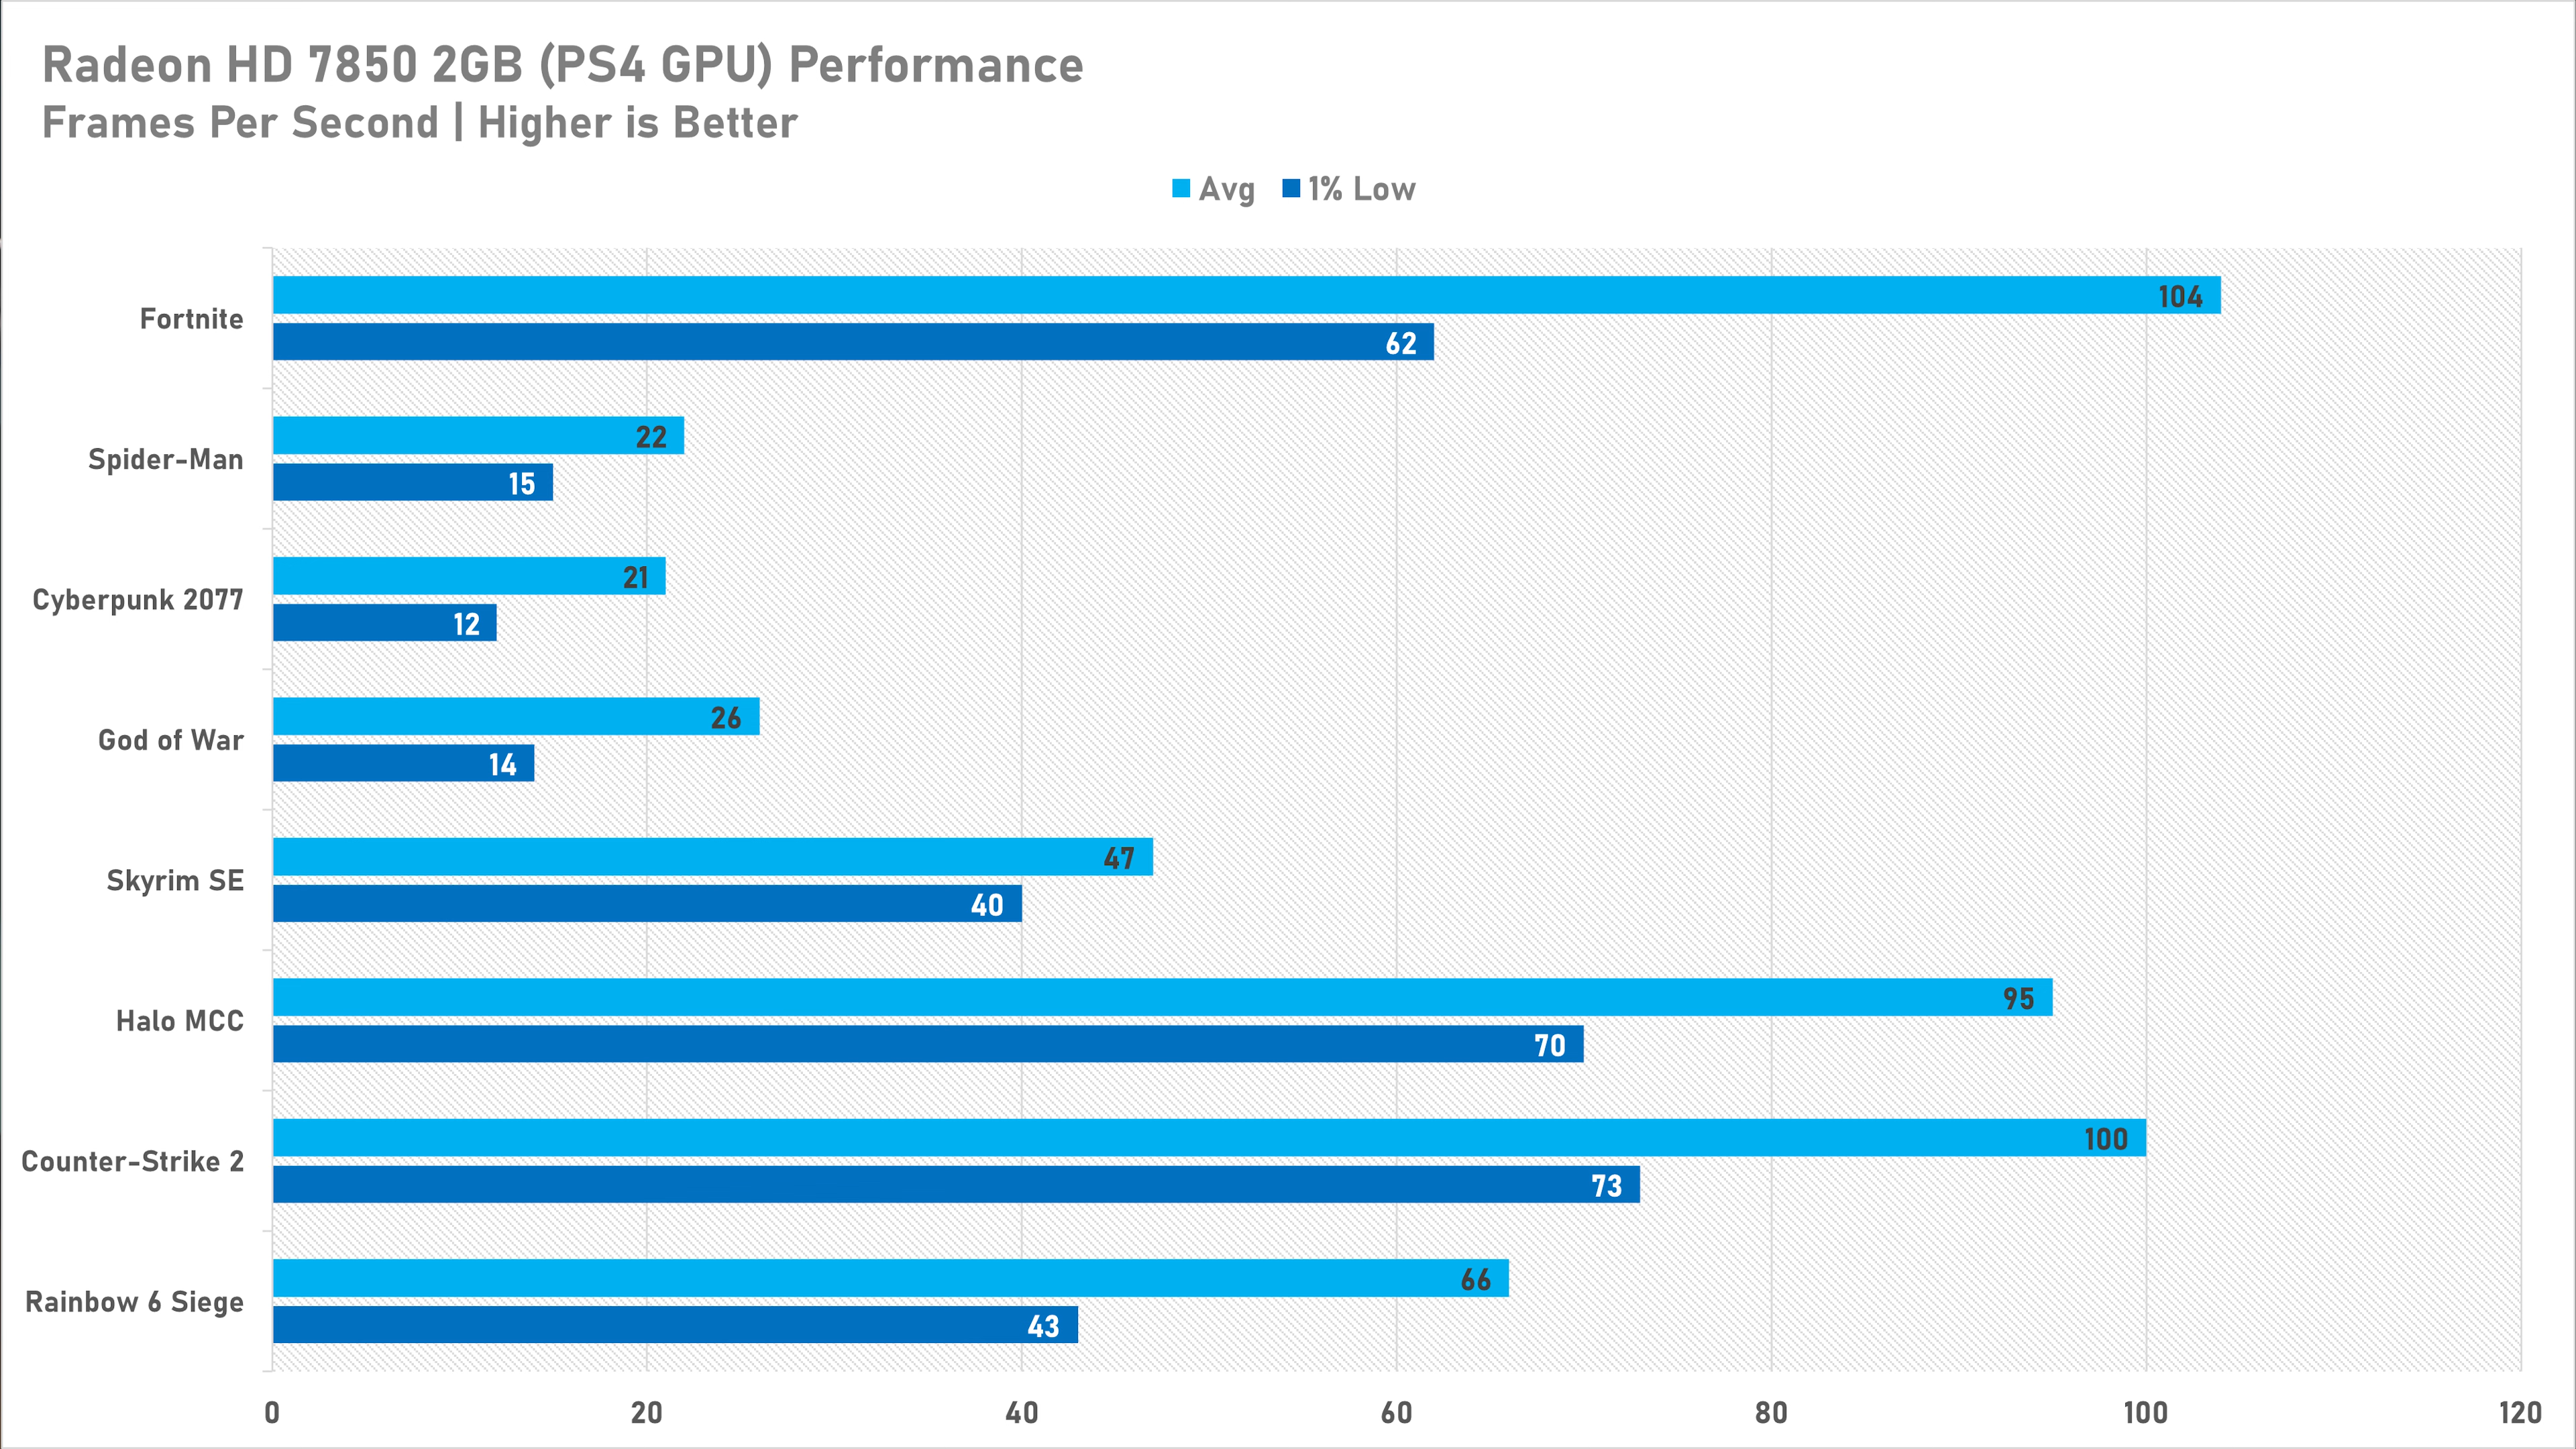 Radeon HD 7850 2GB (PS4 GPU) Performance
Frames Per Second | Higher is Better
Avg 1% Low
Fortnite
104
62
Spider-Man
22
15
Cyberpunk 2077
21
12
God of War
26
14
Skyrim SE
47
40
Halo MCC
95
70
Counter-Strike 2
100
73
Rainbow 6 Siege
66
43
0 20 40 60 80 100 120